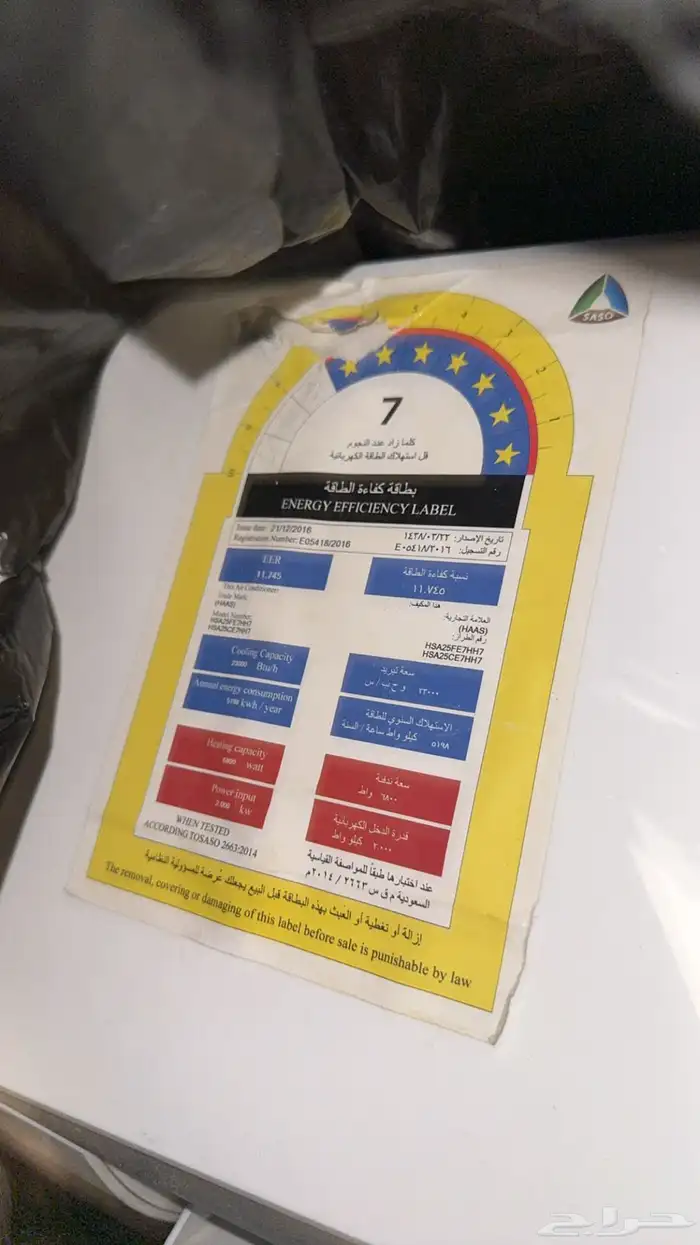 SASO
7
كلما زاد عدد النجوم
قل استهلاك الطاقة الكهربائية
بطاقة كفاءة الطاقة
ENERGY EFFICIENCY LABEL
Issue date: 21/12/2016
تاريخ الإصدار: ١٤٣٨/٠٣/٢٢
Registration Number: E05418/2016
رقم التسجيل: E٠٥٤١٨/٢٠١٦
EER
11.745
نسبة كفاءة الطاقة
١١.٧٤٥
This Air Conditioner:
Trade Mark:
(HAAS)
Model Number:
HSA25FE7HH7
HSA25CE7HH7
هذا المكيف:
العلامة التجارية:
(HAAS)
رقم الطراز:
HSA25FE7HH7
HSA25CE7HH7
Cooling Capacity
Btu/h
سعة تبريد
٢٣٠٠٠ و ح ب / س
Annual energy consumption
5198 kwh / year
الاستهلاك السنوي للطاقة
٥١٩٨ كيلو واط ساعة / السنة
Heating capacity
6800 watt
سعة تدفئة
٦٨٠٠ واط
Power input
2.000 kw
قدرة الدخل الكهربائية
٢.٠٠٠ كيلو واط
WHEN TESTED
ACCORDING TOSASO 2663/2014
عند اختبارها طبقاً للمواصفة القياسية
السعودية م ق س ٢٦٦٣ / ٢٠١٤م
إزالة أو تغطية أو العبث بهذه البطاقة قبل البيع يجعلك عُرضة للمسؤولية النظامية
The removal, covering or damaging of this label before sale is punishable by law
حراج